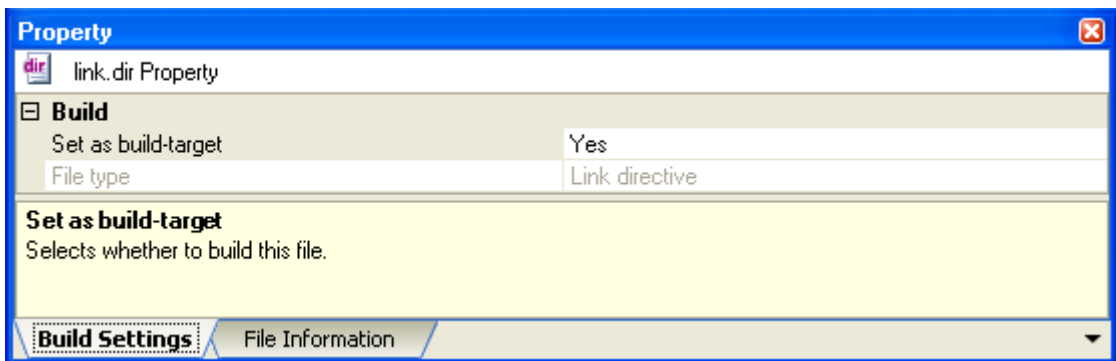 Property
dir link.dir Property
Build
Set as build-target Yes
File type Link directive
Set as build-target
Selects whether to build this file.
Build Settings File Information